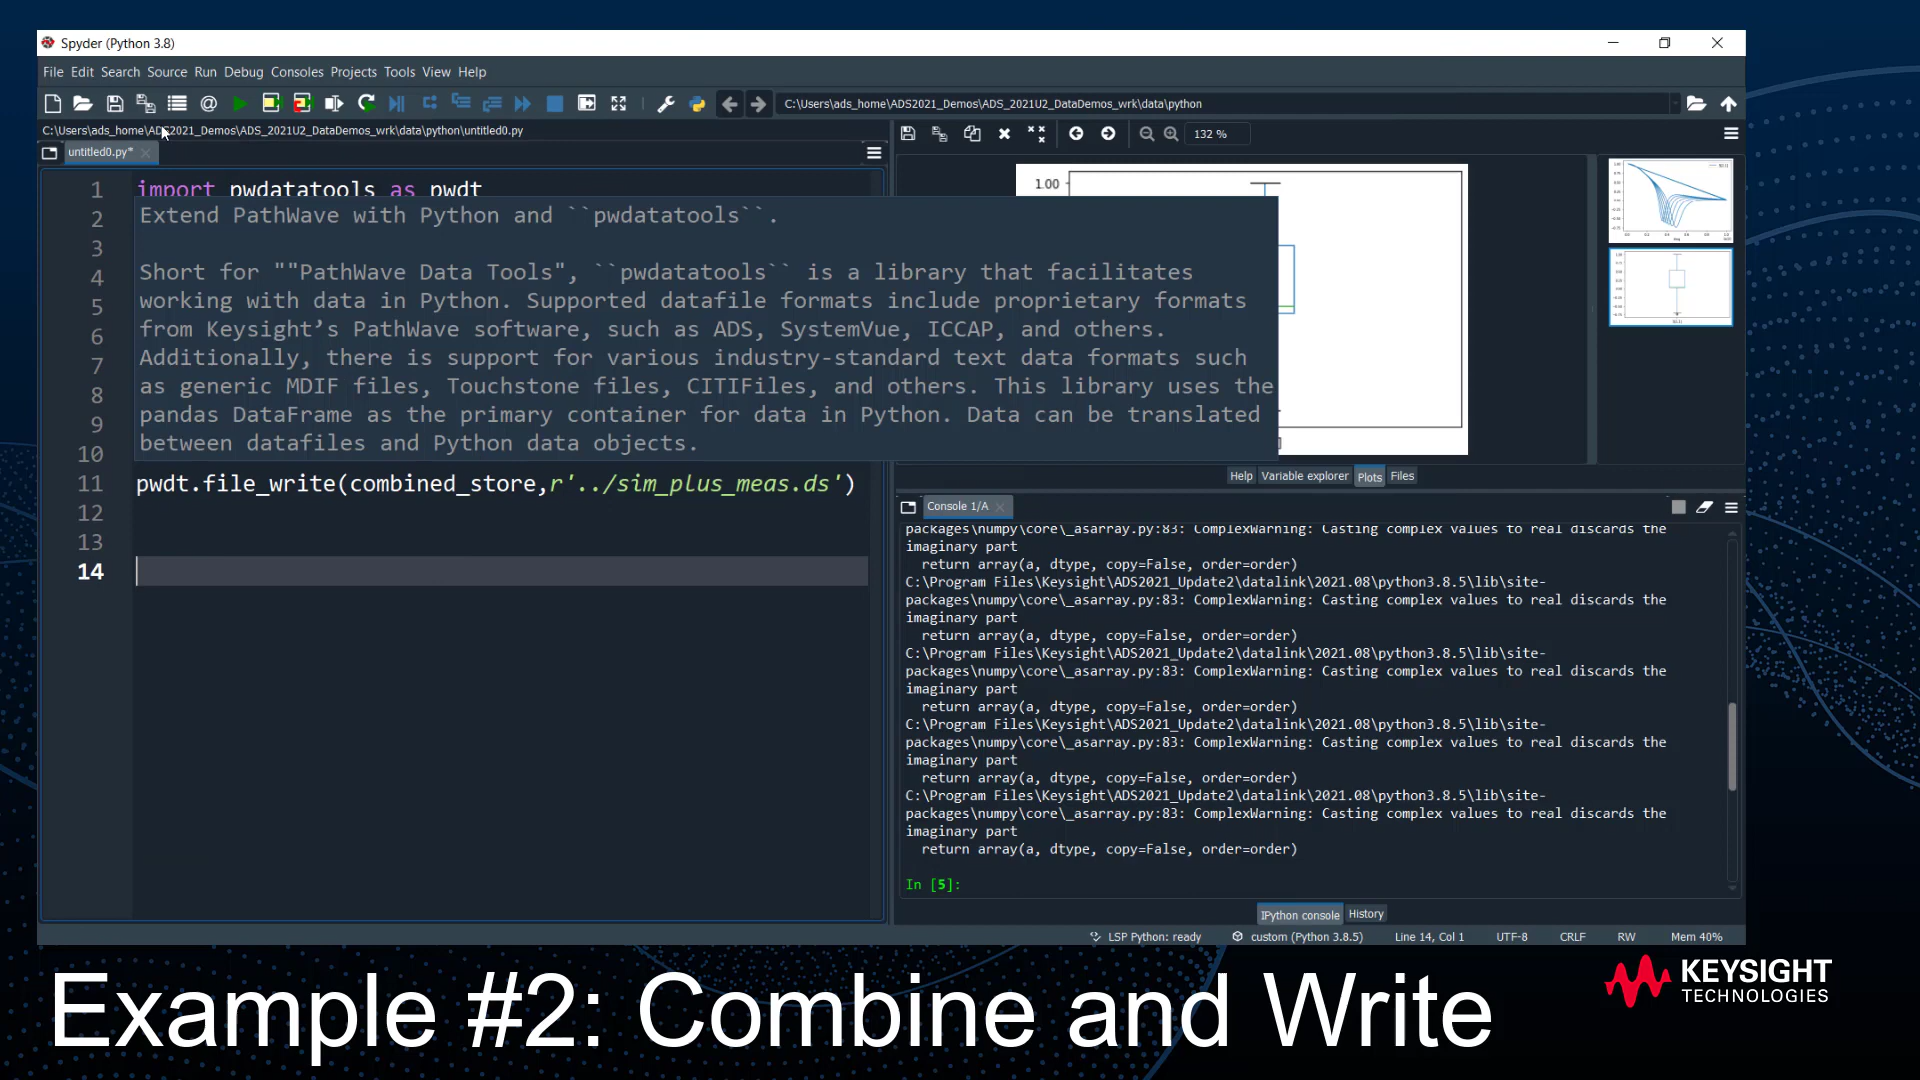 Spyder (Python 3.8)
File Edit Search Source Run Debug Consoles Projects Tools View Help
C:\Users\ads_home\ADS2021_Demos\ADS_2021U2_DataDemos_wrk\data\python
C:\Users\ads_home\ADS2021_Demos\ADS_2021U2_DataDemos_wrk\data\python\untitled0.py
untitled0.py*
132 %
1 import pwdatatools as pwdt
2
3
4
5
6
7
8
9
10
Extend PathWave with Python and ``pwdatatools``.
Short for ""PathWave Data Tools", ``pwdatatools`` is a library that facilitates
working with data in Python. Supported datafile formats include proprietary formats
from Keysight’s PathWave software, such as ADS, SystemVue, ICCAP, and others.
Additionally, there is support for various industry-standard text data formats such
as generic MDIF files, Touchstone files, CITIFiles, and others. This library uses the
pandas DataFrame as the primary container for data in Python. Data can be translated
between datafiles and Python data objects.
11 pwdt.file_write(combined_store,r'../sim_plus_meas.ds')
12
13
14
1.00
Help Variable explorer Plots Files
Console 1/A
packages\numpy\core\_asarray.py:83: ComplexWarning: Casting complex values to real discards the
imaginary part
return array(a, dtype, copy=False, order=order)
C:\Program Files\Keysight\ADS2021_Update2\datalink\2021.08\python3.8.5\lib\site-
packages\numpy\core\_asarray.py:83: ComplexWarning: Casting complex values to real discards the
imaginary part
return array(a, dtype, copy=False, order=order)
C:\Program Files\Keysight\ADS2021_Update2\datalink\2021.08\python3.8.5\lib\site-
packages\numpy\core\_asarray.py:83: ComplexWarning: Casting complex values to real discards the
imaginary part
return array(a, dtype, copy=False, order=order)
C:\Program Files\Keysight\ADS2021_Update2\datalink\2021.08\python3.8.5\lib\site-
packages\numpy\core\_asarray.py:83: ComplexWarning: Casting complex values to real discards the
imaginary part
return array(a, dtype, copy=False, order=order)
C:\Program Files\Keysight\ADS2021_Update2\datalink\2021.08\python3.8.5\lib\site-
packages\numpy\core\_asarray.py:83: ComplexWarning: Casting complex values to real discards the
imaginary part
return array(a, dtype, copy=False, order=order)
In [5]:
IPython console History
LSP Python: ready custom (Python 3.8.5) Line 14, Col 1 UTF-8 CRLF RW Mem 40%
Example #2: Combine and Write
KEYSIGHT
TECHNOLOGIES